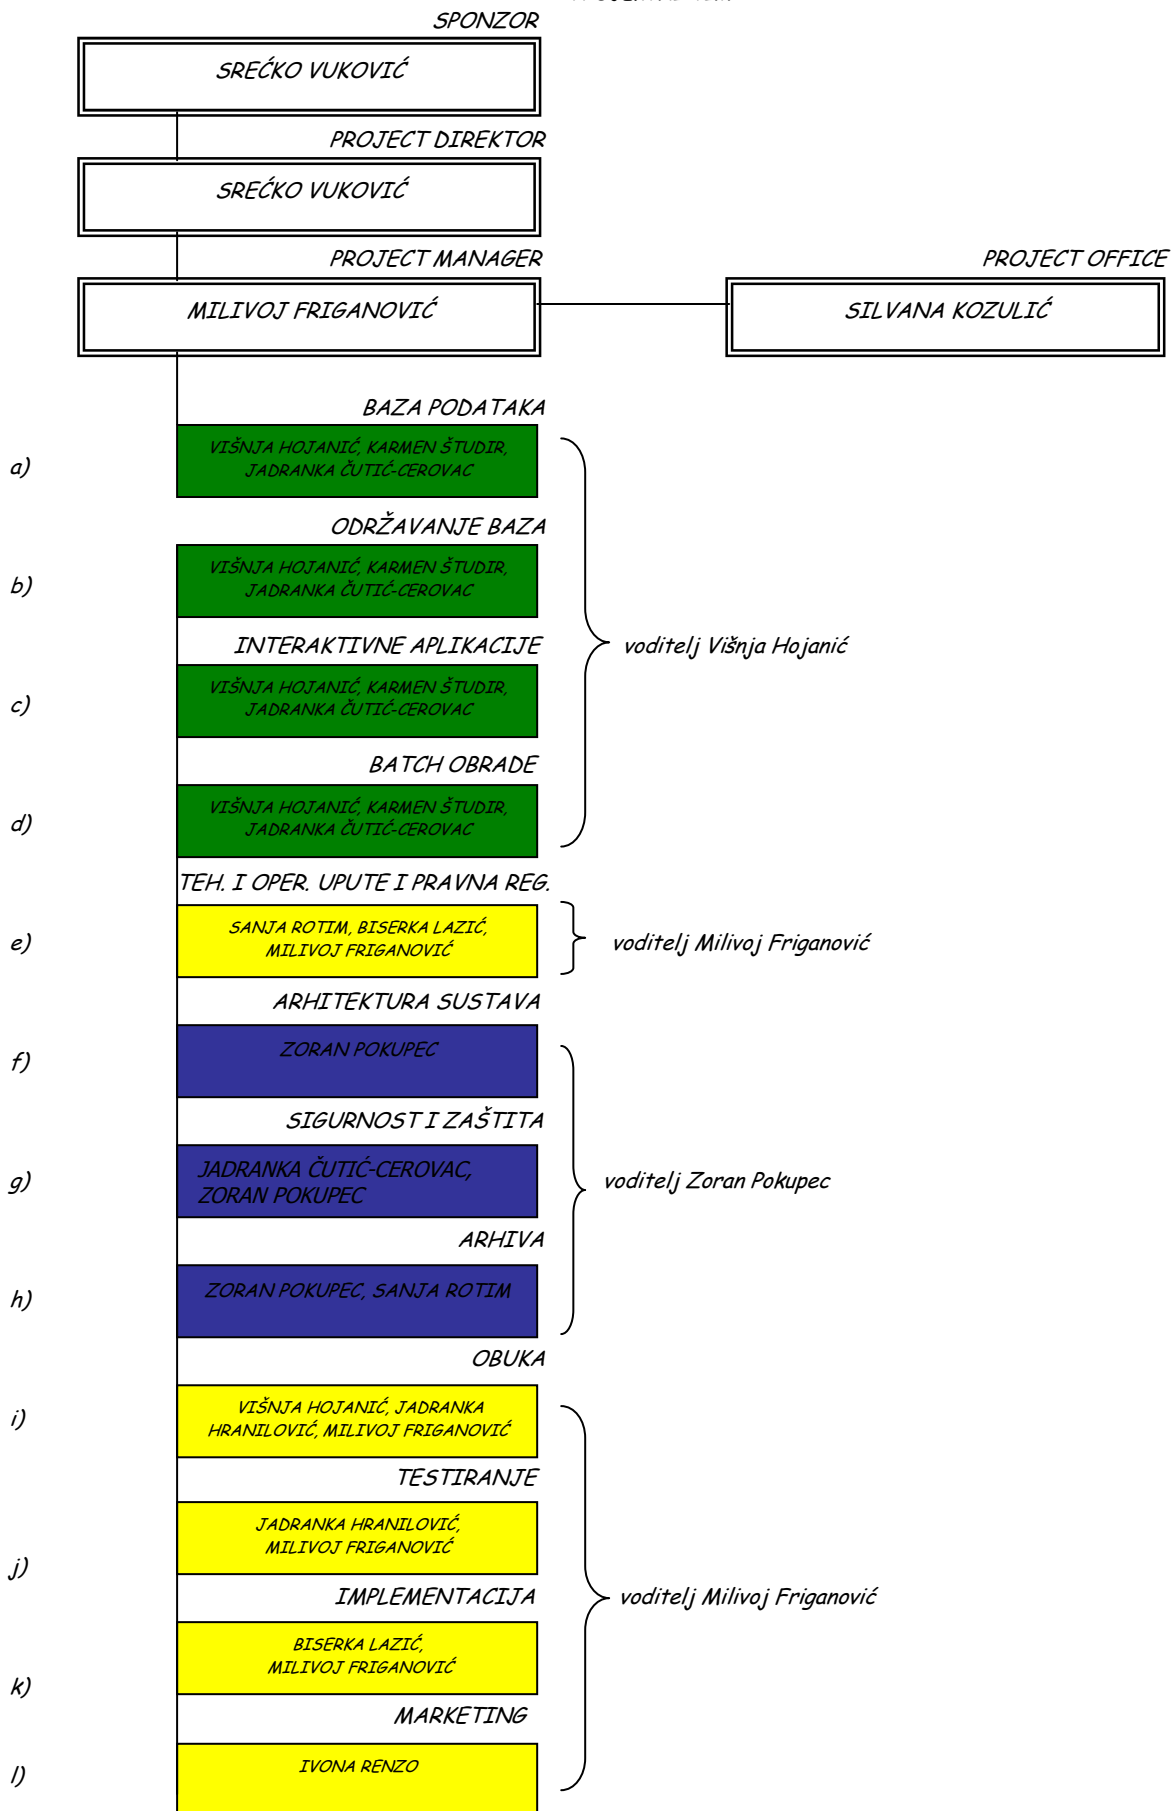 SPONZOR
SREĆKO VUKOVIĆ
PROJECT DIREKTOR
SREĆKO VUKOVIĆ
PROJECT MANAGER
PROJECT OFFICE
MILIVOJ FRIGANOVIĆ
SILVANA KOZULIĆ
BAZA PODATAKA
a)
VIŠNJA HOJANIĆ, KARMEN ŠTUDIR,
JADRANKA ČUTIĆ-CEROVAC
ODRŽAVANJE BAZA
b)
VIŠNJA HOJANIĆ, KARMEN ŠTUDIR,
JADRANKA ČUTIĆ-CEROVAC
INTERAKTIVNE APLIKACIJE
voditelj Višnja Hojanić
c)
VIŠNJA HOJANIĆ, KARMEN ŠTUDIR,
JADRANKA ČUTIĆ-CEROVAC
BATCH OBRADE
d)
VIŠNJA HOJANIĆ, KARMEN ŠTUDIR,
JADRANKA ČUTIĆ-CEROVAC
TEH. I OPER. UPUTE I PRAVNA REG.
e)
SANJA ROTIM, BISERKA LAZIĆ,
MILIVOJ FRIGANOVIĆ
voditelj Milivoj Friganović
ARHITEKTURA SUSTAVA
f)
ZORAN POKUPEC
SIGURNOST I ZAŠTITA
g)
JADRANKA ČUTIĆ-CEROVAC,
ZORAN POKUPEC
voditelj Zoran Pokupec
ARHIVA
h)
ZORAN POKUPEC, SANJA ROTIM
OBUKA
i)
VIŠNJA HOJANIĆ, JADRANKA
HRANILOVIĆ, MILIVOJ FRIGANOVIĆ
TESTIRANJE
j)
JADRANKA HRANILOVIĆ,
MILIVOJ FRIGANOVIĆ
IMPLEMENTACIJA
voditelj Milivoj Friganović
k)
BISERKA LAZIĆ,
MILIVOJ FRIGANOVIĆ
MARKETING
l)
IVONA RENZO